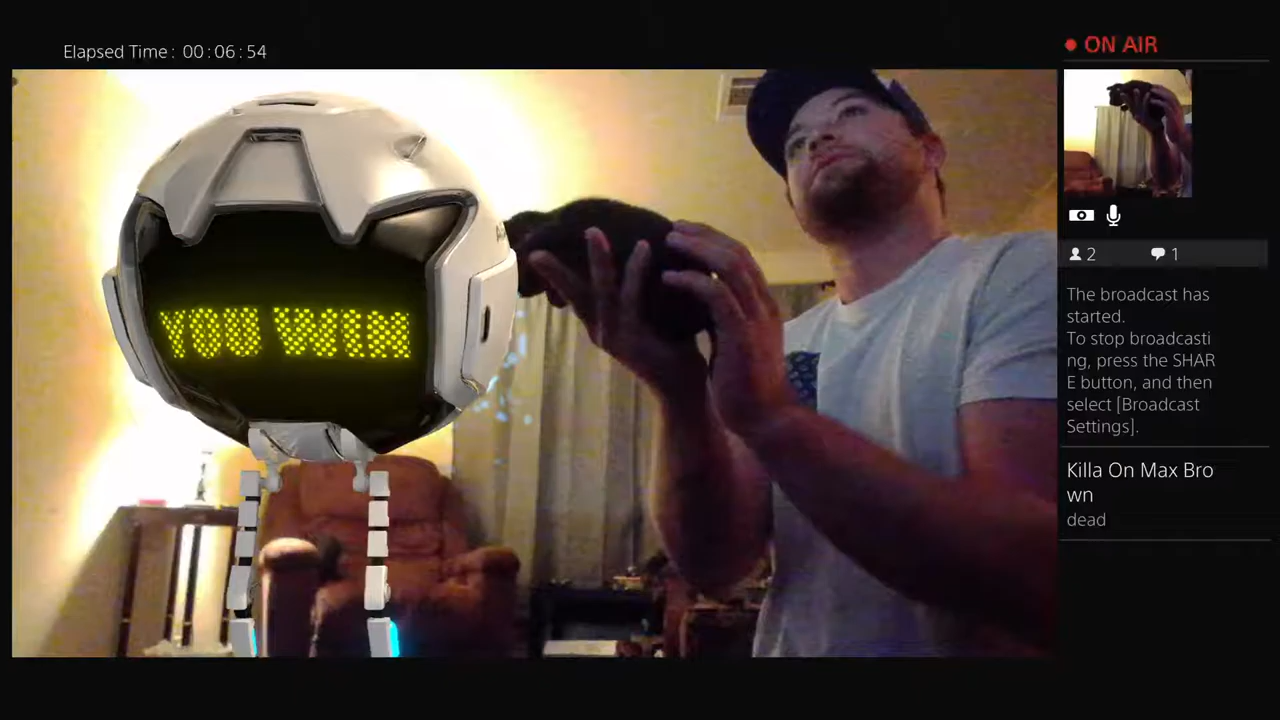 Elapsed Time: 00:06:54
ON AIR
YOU WIN
2 1
The broadcast has
started.
To stop broadcasti
ng, press the SHAR
E button, and then
select [Broadcast
Settings].
Killa On Max Bro
wn
dead